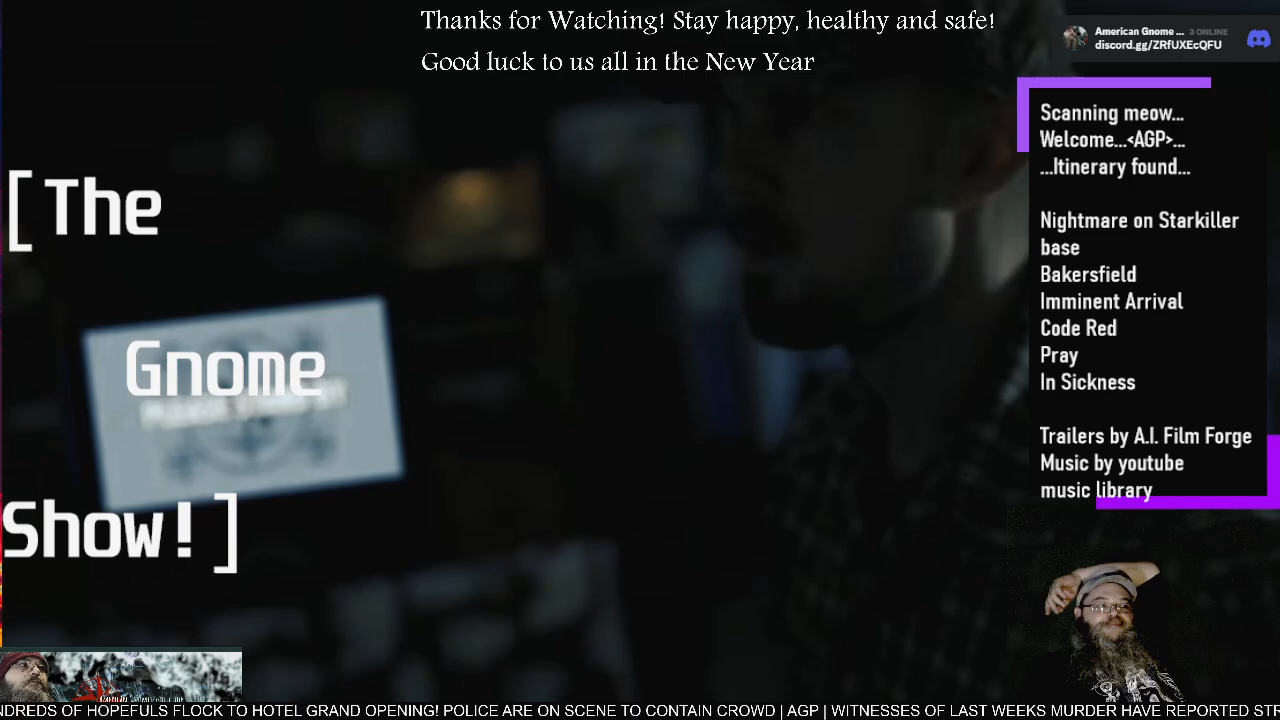 Thanks for Watching! Stay happy, healthy and safe!
Good luck to us all in the New Year
American Gnome ... 3 ONLINE
discord.gg/ZRfUXEcQFU
Scanning meow...
Welcome...<AGP>...
...Itinerary found...
Nightmare on Starkiller
base
Bakersfield
Imminent Arrival
Code Red
Pray
In Sickness
Trailers by A.I. Film Forge
Music by youtube
music library
[The
Gnome
Show!]
NDREDS OF HOPEFULS FLOCK TO HOTEL GRAND OPENING! POLICE ARE ON SCENE TO CONTAIN CROWD | AGP | WITNESSES OF LAST WEEKS MURDER HAVE REPORTED STR